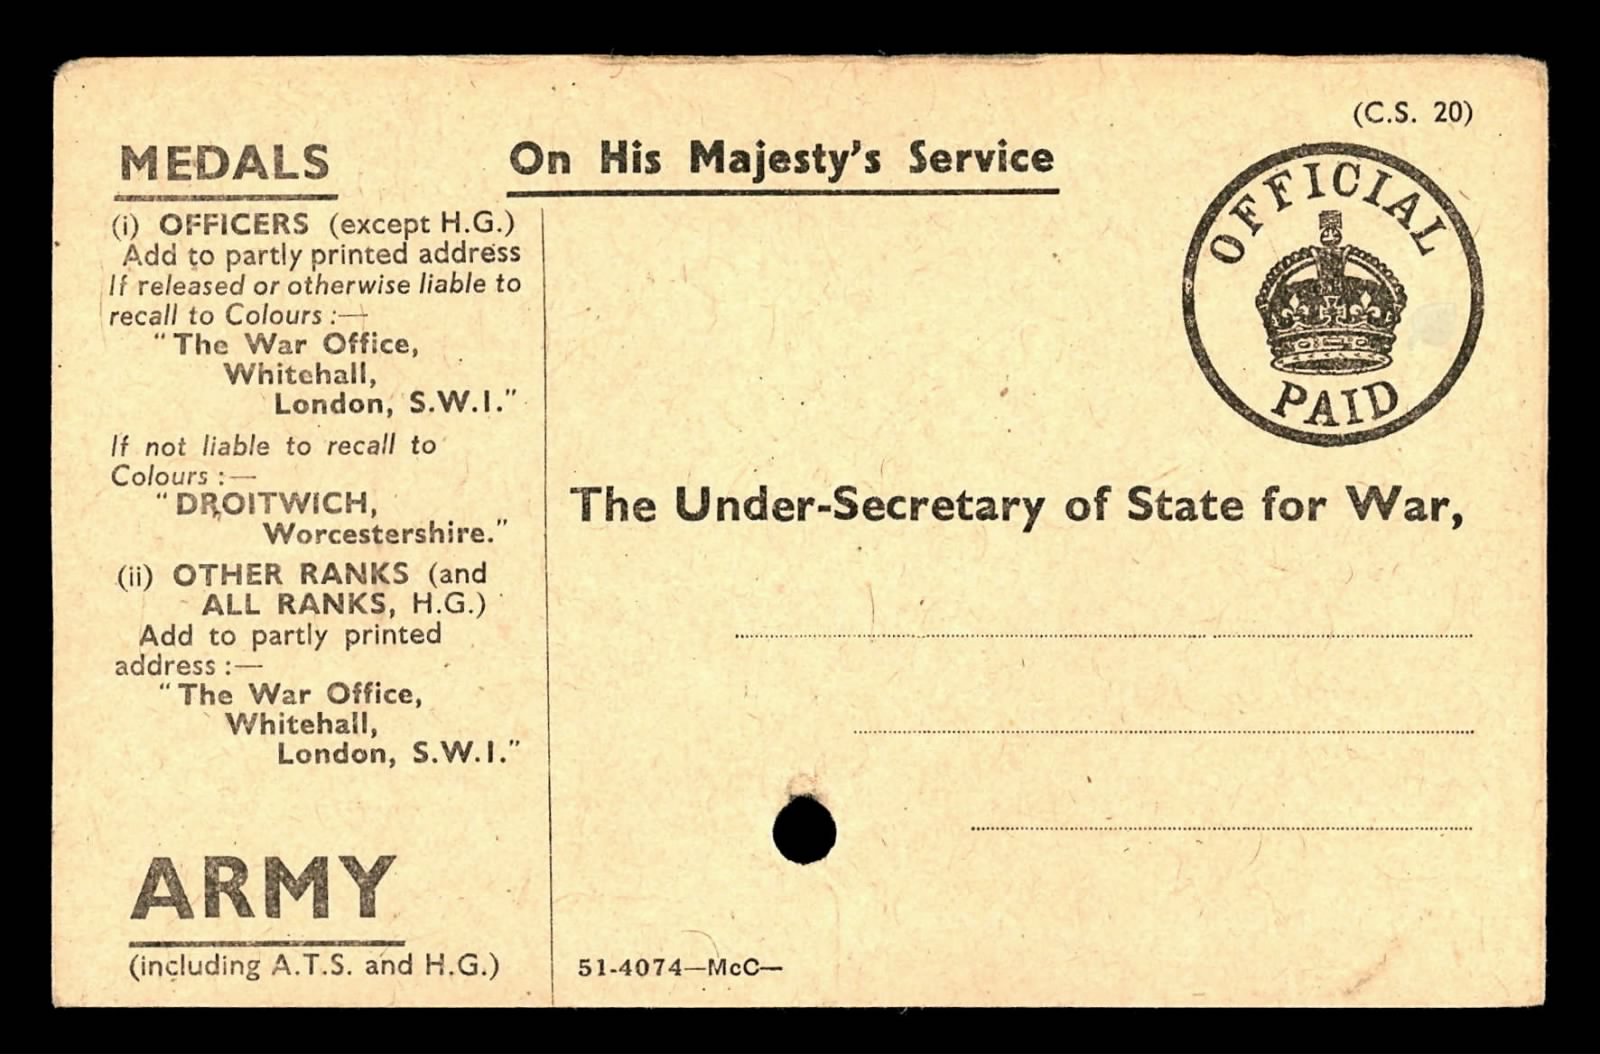 (C.S. 20)
MEDALS
On His Majesty's Service
OFFICIAL
PAID
(i) OFFICERS (except H.G.)
Add to partly printed address
If released or otherwise liable to
recall to Colours :—
"The War Office,
Whitehall,
London, S.W.I."
If not liable to recall to
Colours :—
"DROITWICH,
Worcestershire."
(ii) OTHER RANKS (and
ALL RANKS, H.G.)
Add to partly printed
address :—
"The War Office,
Whitehall,
London, S.W.I."
ARMY
(including A.T.S. and H.G.)
The Under-Secretary of State for War,
51-4074—McC—